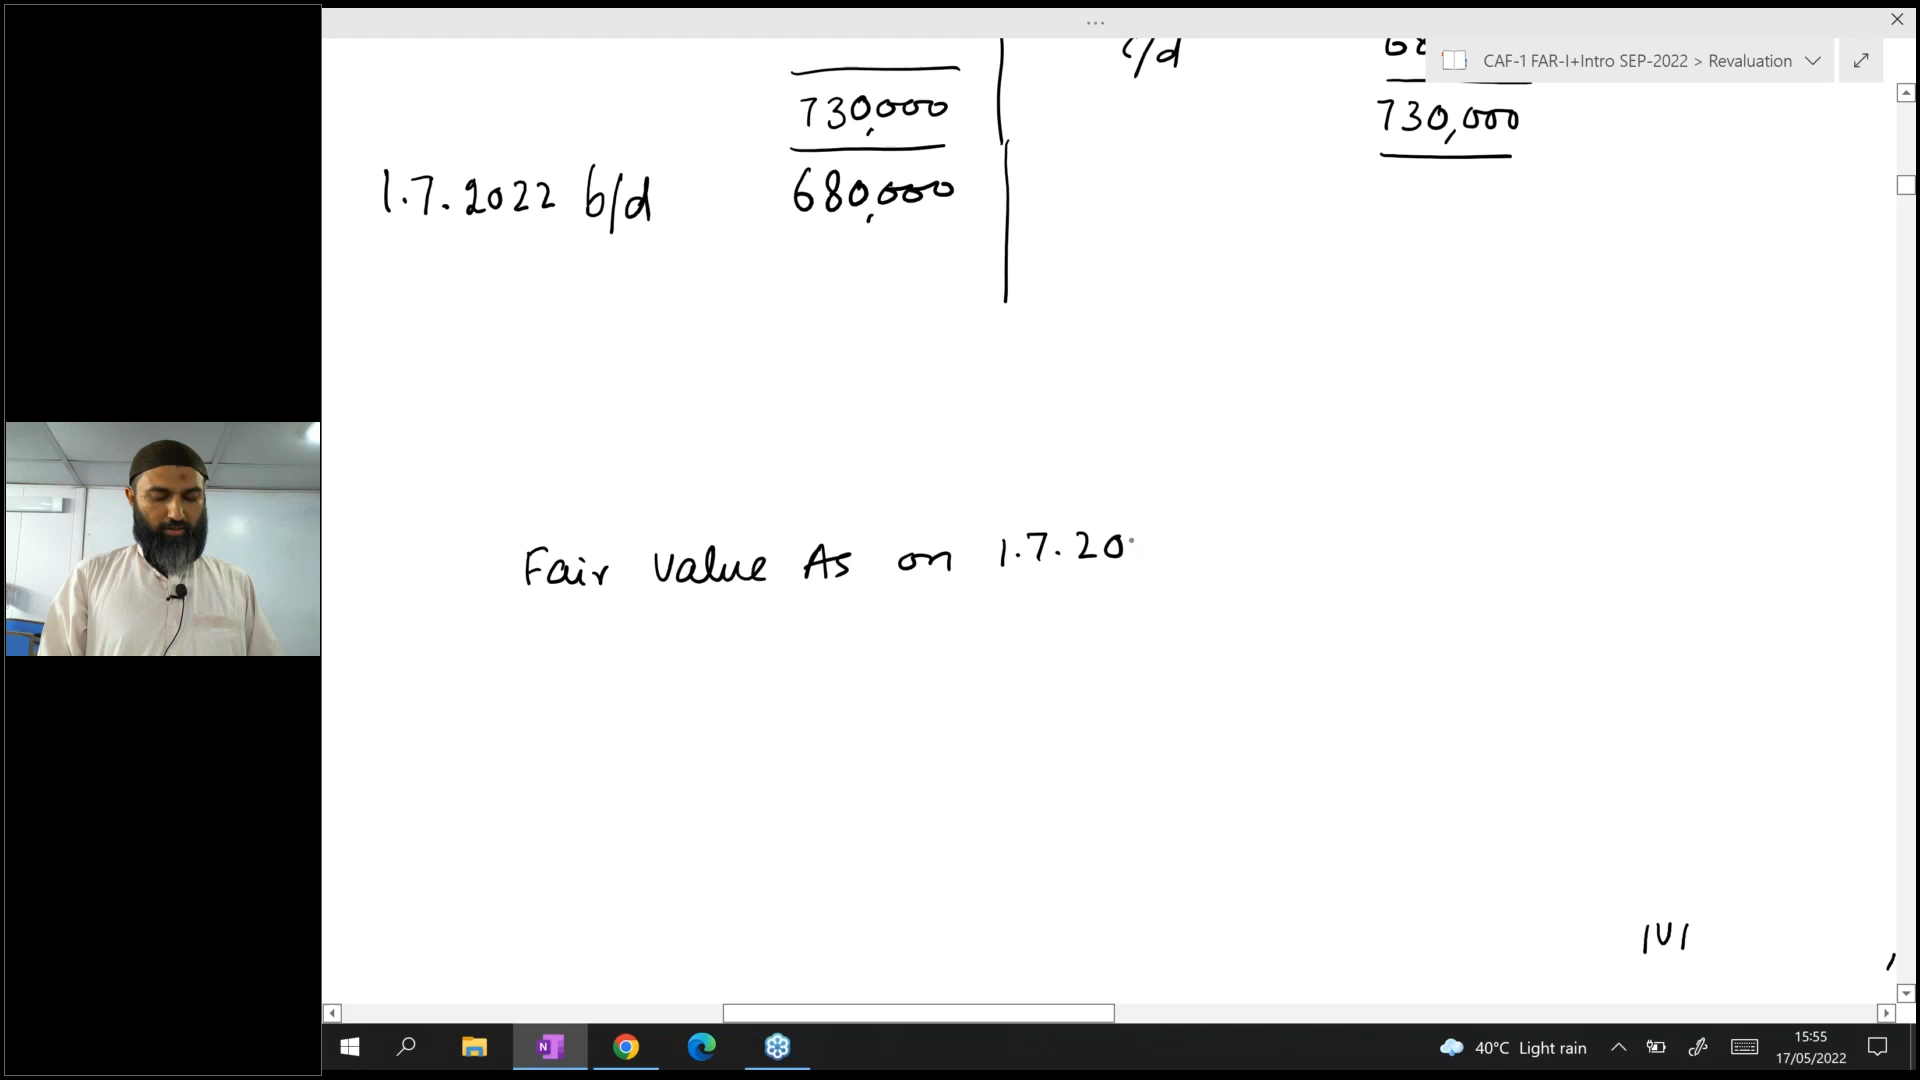 c/d
CAF-1 FAR-I+Intro SEP-2022 > Revaluation
730,000
730,000
1.7.2022 b/d 680,000
Fair Value As on 1.7.20
40°C Light rain
15:55
17/05/2022